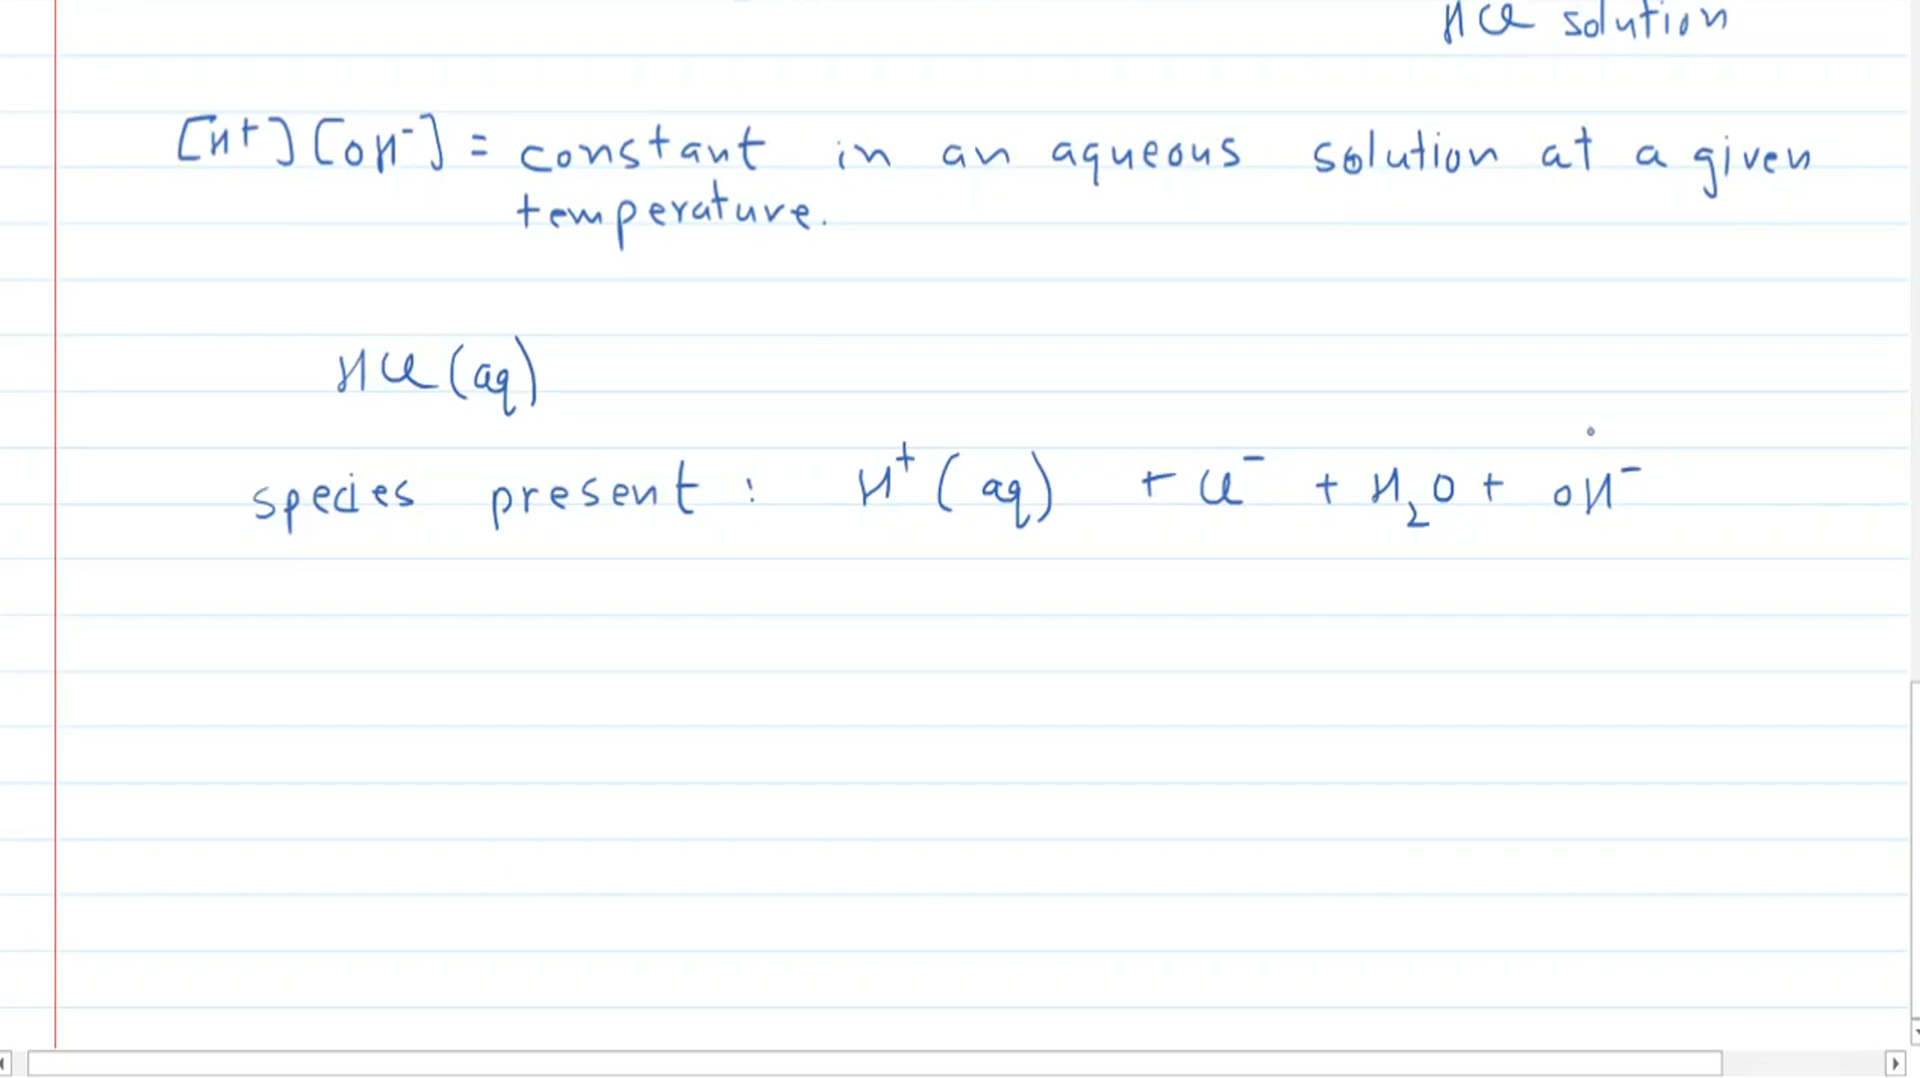 HCl solution
[H⁺][OH⁻] = constant in an aqueous solution at a given
temperature.
HCl (aq)
species present : H⁺(aq) + Cl⁻ + H₂O + OH⁻